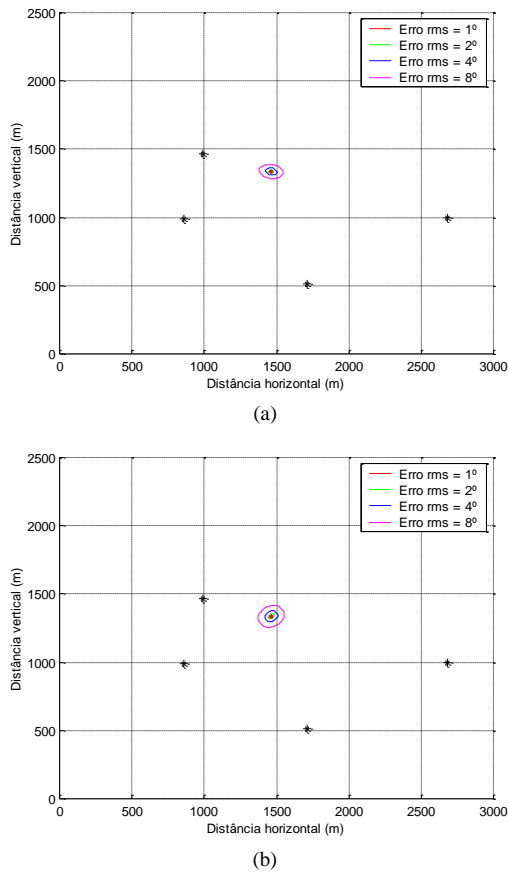 2500
2000
1500
1000
500
0
Distância vertical (m)
Erro rms = 1º
Erro rms = 2º
Erro rms = 4º
Erro rms = 8º
0 500 1000 1500 2000 2500 3000
Distância horizontal (m)
(a)
2500
2000
1500
1000
500
0
Distância vertical (m)
Erro rms = 1º
Erro rms = 2º
Erro rms = 4º
Erro rms = 8º
0 500 1000 1500 2000 2500 3000
Distância horizontal (m)
(b)